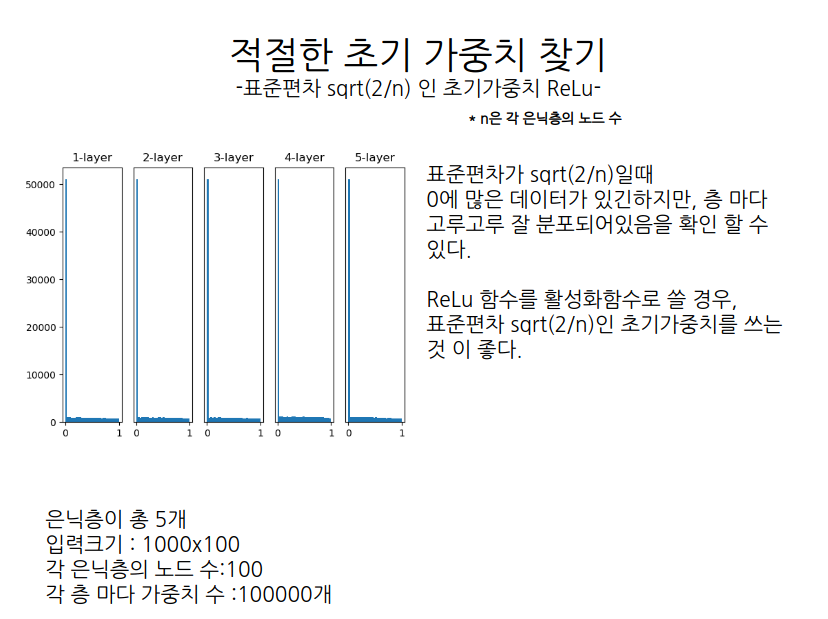 적절한 초기 가중치 찾기
-표준편차 sqrt(2/n) 인 초기가중치 ReLu-
* n은 각 은닉층의 노드 수
1-layer 2-layer 3-layer 4-layer 5-layer
50000
40000
30000
20000
10000
0
0 1 0 1 0 1 0 1 0 1
표준편차가 sqrt(2/n)일때
0에 많은 데이터가 있긴하지만, 층 마다
고루고루 잘 분포되어있음을 확인 할 수
있다.
ReLu 함수를 활성화함수로 쓸 경우,
표준편차 sqrt(2/n)인 초기가중치를 쓰는
것 이 좋다.
은닉층이 총 5개
입력크기 : 1000x100
각 은닉층의 노드 수:100
각 층 마다 가중치 수 :100000개